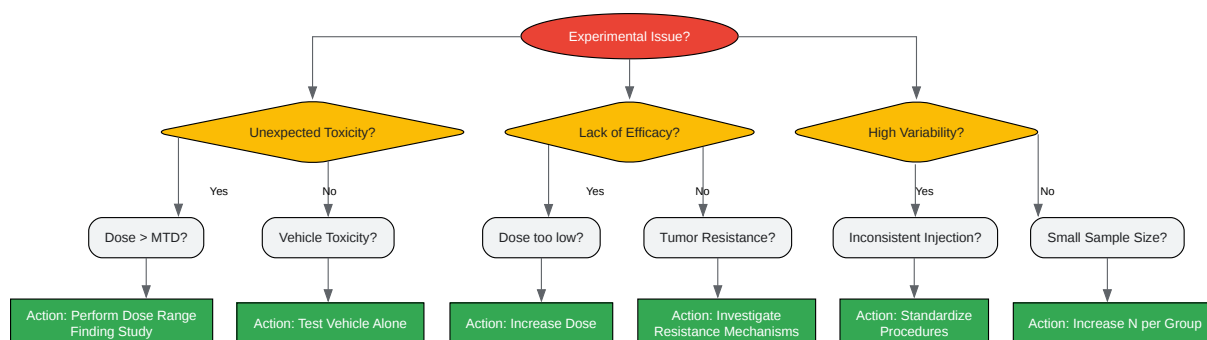 Experimental Issue?
Unexpected Toxicity?
Lack of Efficacy?
High Variability?
Yes
No
Yes
No
Yes
No
Dose > MTD?
Vehicle Toxicity?
Dose too low?
Tumor Resistance?
Inconsistent Injection?
Small Sample Size?
Action: Perform Dose Range
Finding Study
Action: Test Vehicle Alone
Action: Increase Dose
Action: Investigate
Resistance Mechanisms
Action: Standardize
Procedures
Action: Increase N per Group